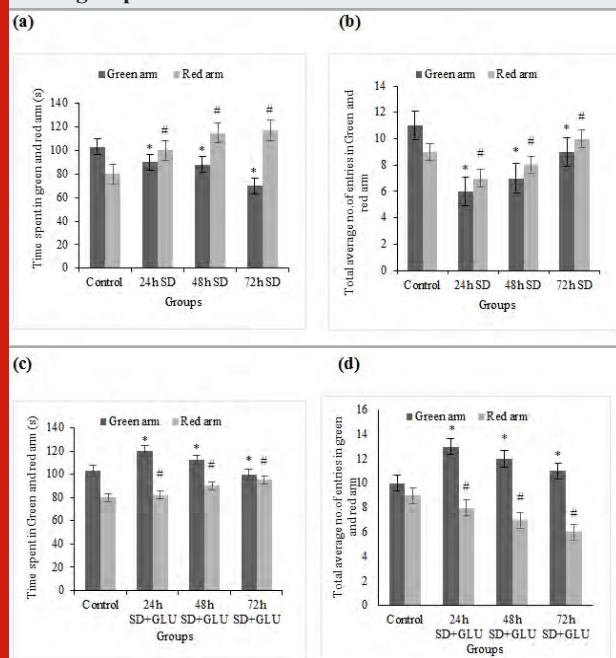 (a)
(b)
Green arm Red arm
Time spent in green and red arm (s)
140
120
100
80
60
40
20
0
* # * # * #
Control 24h SD 48h SD 72h SD
Groups
Green arm Red arm
Total average no.of entries in Green and
red arm
14
12
10
8
6
4
2
0
* # * # * #
Control 24h SD 48h SD 72h SD
Groups
(c)
(d)
Green arm Red arm
Time spent in Green and red arm (s)
140
120
100
80
60
40
20
0
* # * # * #
Control 24h 48h 72h
SD+GLU SD+GLU SD+GLU
Groups
Green arm Red arm
Total average no.of entries in green
and red arm
16
14
12
10
8
6
4
2
0
* # * # * #
Control 24h 48h 72h
SD+GLU SD+GLU SD+GLU
Groups